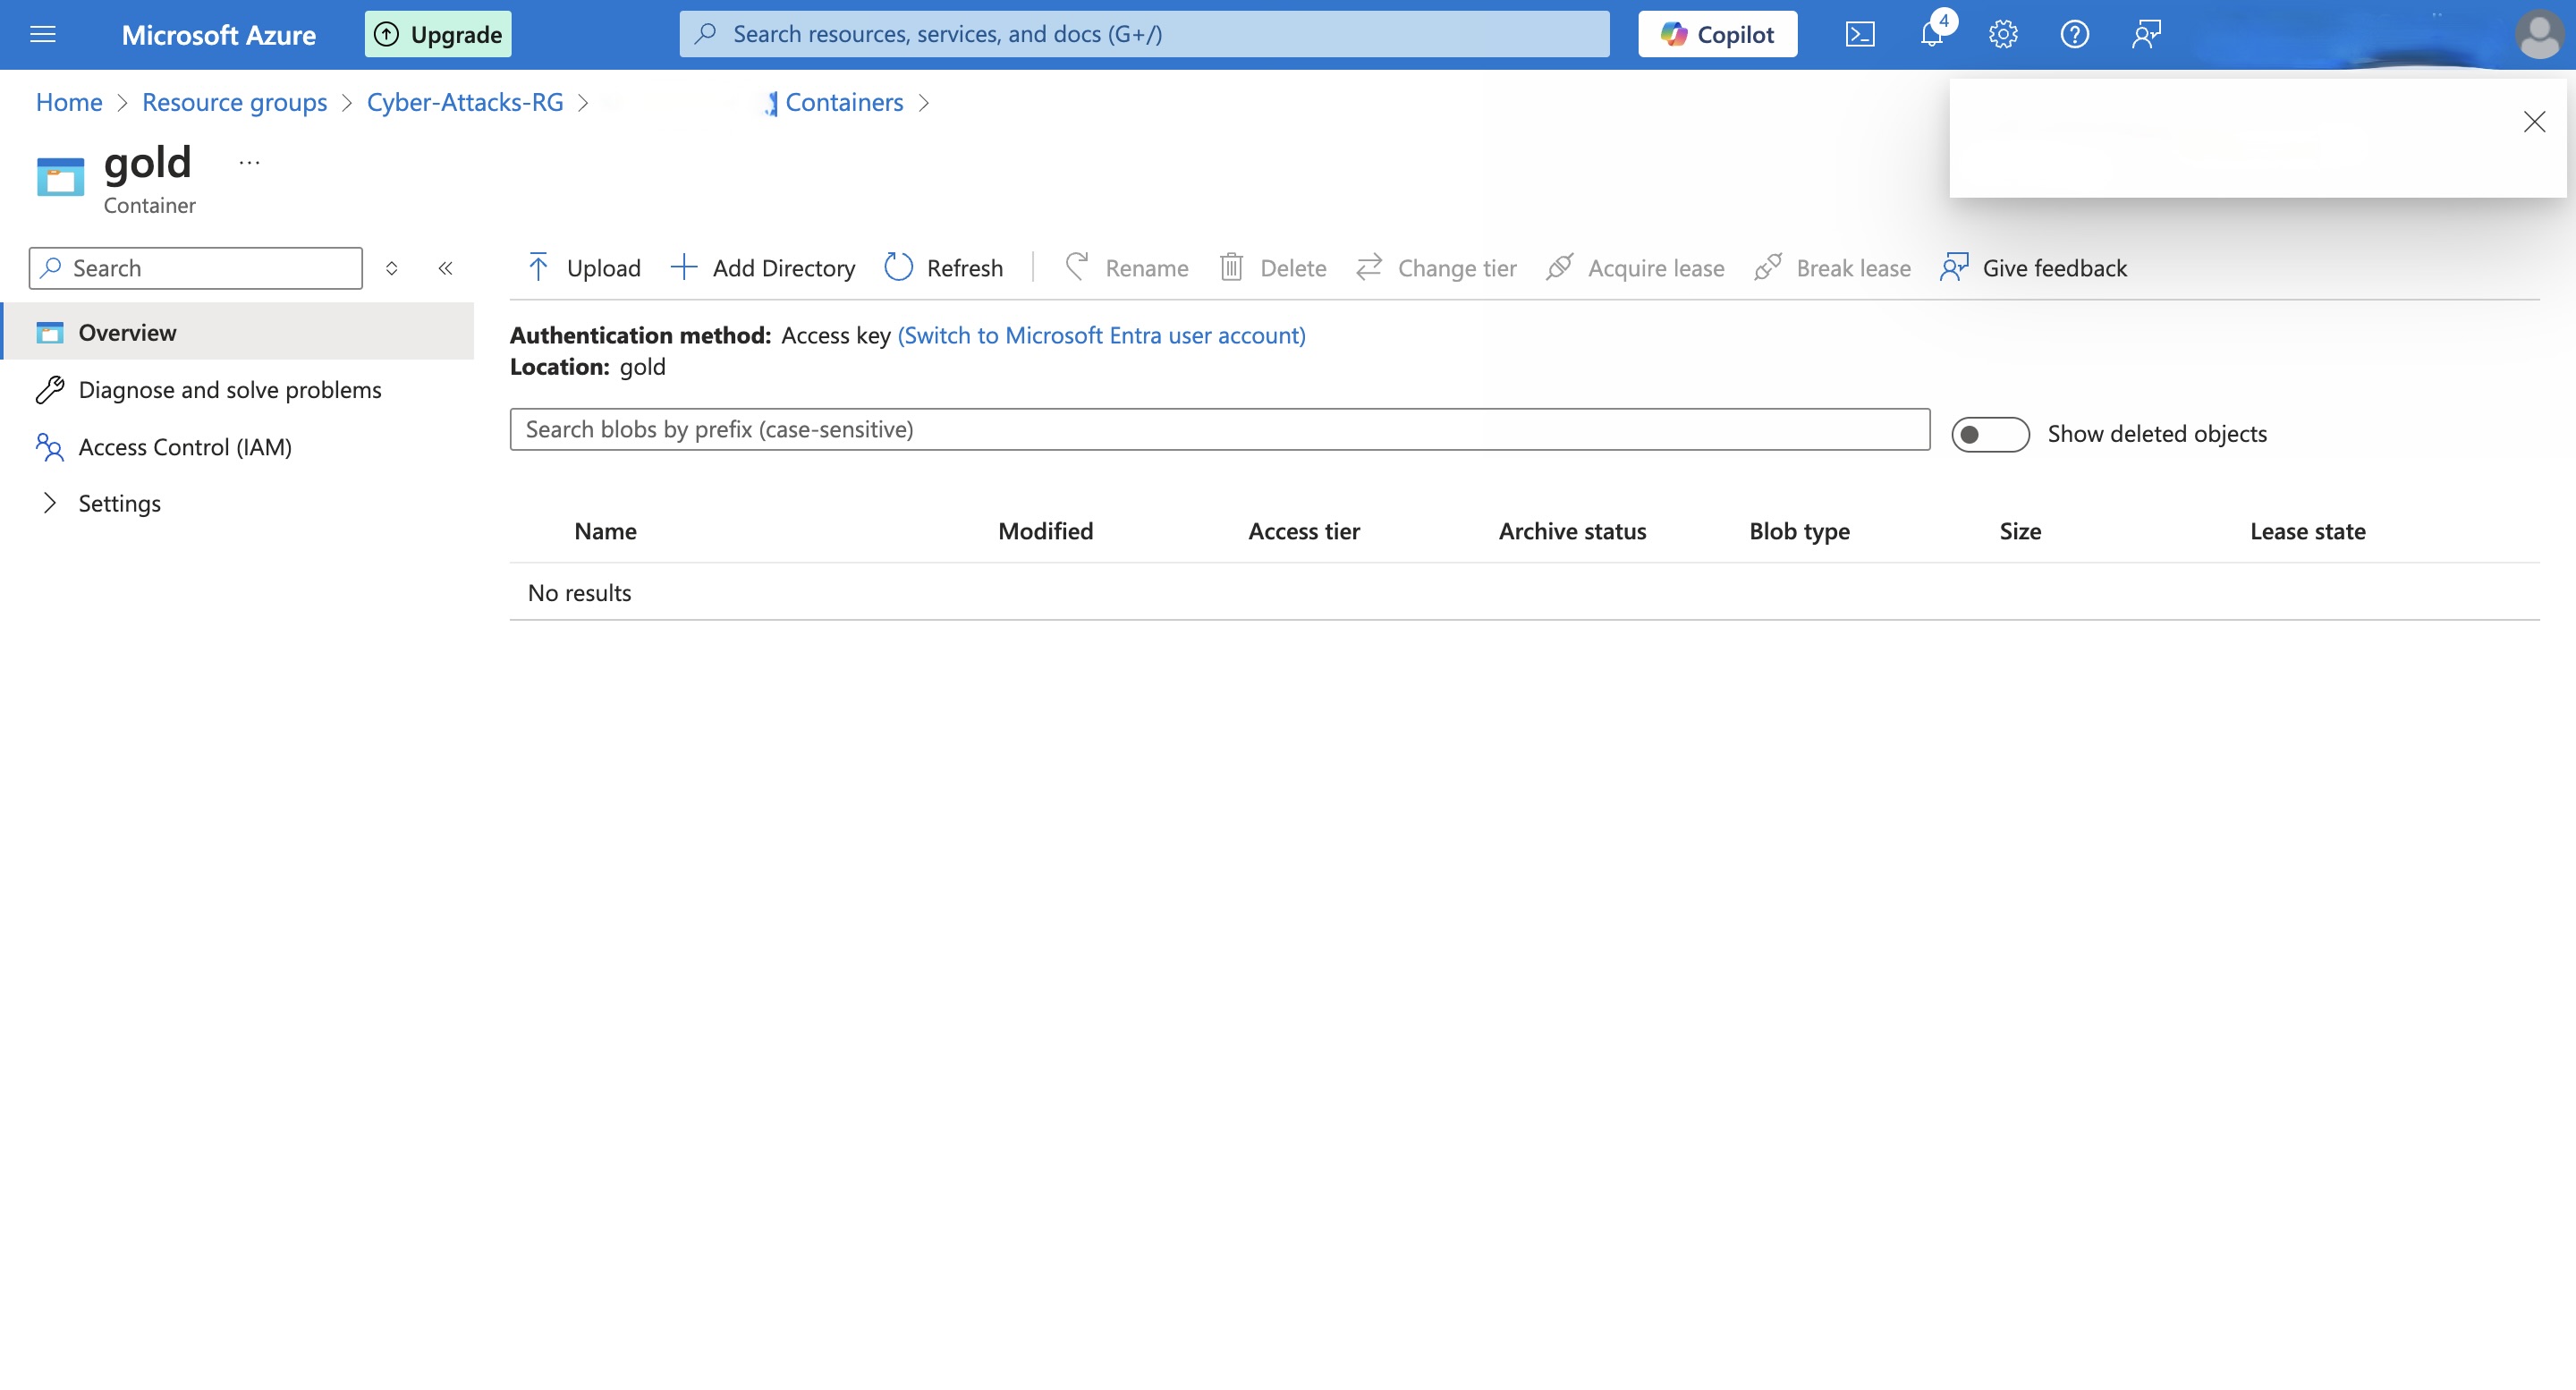 Microsoft Azure
Upgrade
Search resources, services, and docs (G+/)
Copilot
4
Home > Resource groups > Cyber-Attacks-RG >
Containers >
gold
...
Container
Search
Upload
Add Directory
Refresh
Rename
Delete
Change tier
Acquire lease
Break lease
Give feedback
Overview
Diagnose and solve problems
Access Control (IAM)
Settings
Authentication method: Access key (Switch to Microsoft Entra user account)
Location: gold
Search blobs by prefix (case-sensitive)
Show deleted objects
Name Modified Access tier Archive status Blob type Size Lease state
No results